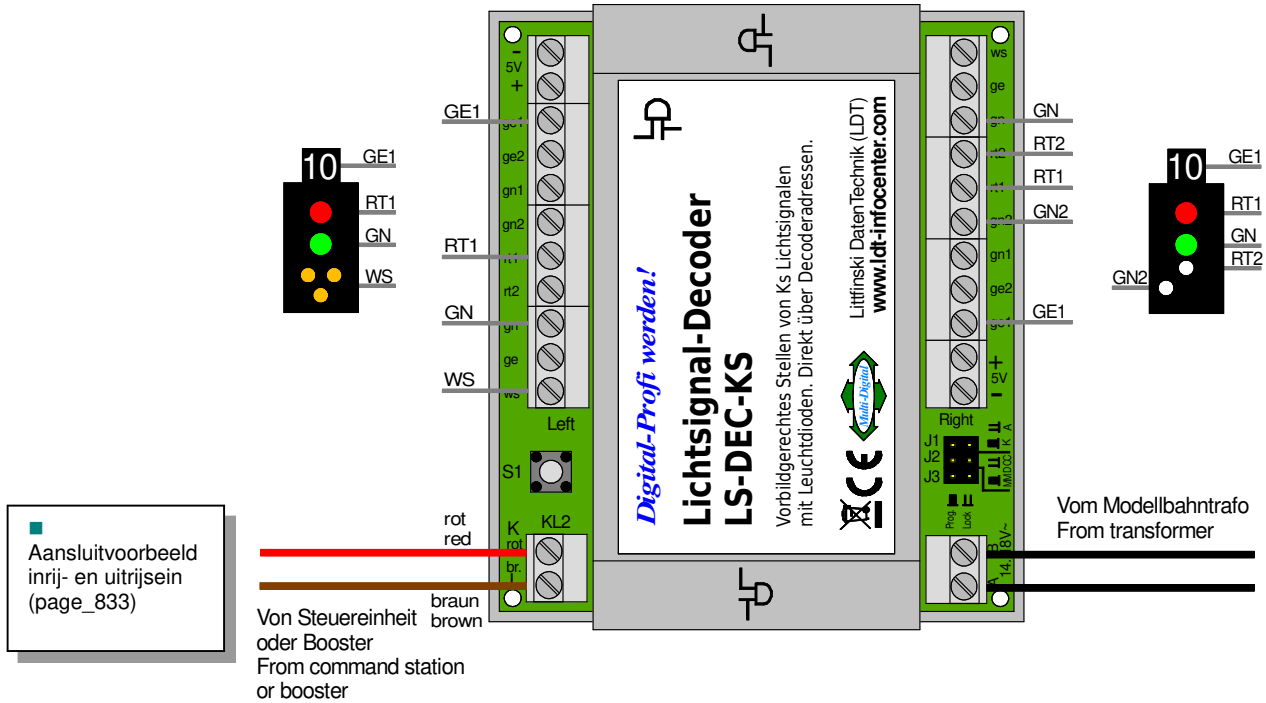 -
5V
+
ge1
ge2
gn1
gn2
rt1
rt2
gn
ge
ws
Left
GE1
RT1
GN
WS
10
GE1
RT1
GN
WS
S1
K
KL2
rot
br.
rot
red
braun
brown
Von Steuereinheit
oder Booster
From command station
or booster
■
Aansluitvoorbeeld
inrij- en uitrijsein
(page_833)
Digital-Profi werden!
Lichtsignal-Decoder
LS-DEC-KS
Vorbildgerechtes Stellen von Ks Lichtsignalen
mit Leuchtdioden. Direkt über Decoderadressen.
Multi-Digital
CE
Littfinski DatenTechnik (LDT)
www.ldt-infocenter.com
ws
ge
gn
rt2
rt1
gn2
gn1
ge2
ge1
+
5V
-
Right
GN
RT2
RT1
GN2
GE1
10
GE1
RT1
GN
RT2
GN2
J1
J2
J3
A
K
DCC
MM
Prog.
Lock
B
A
14...18V~
Vom Modellbahntrafo
From transformer